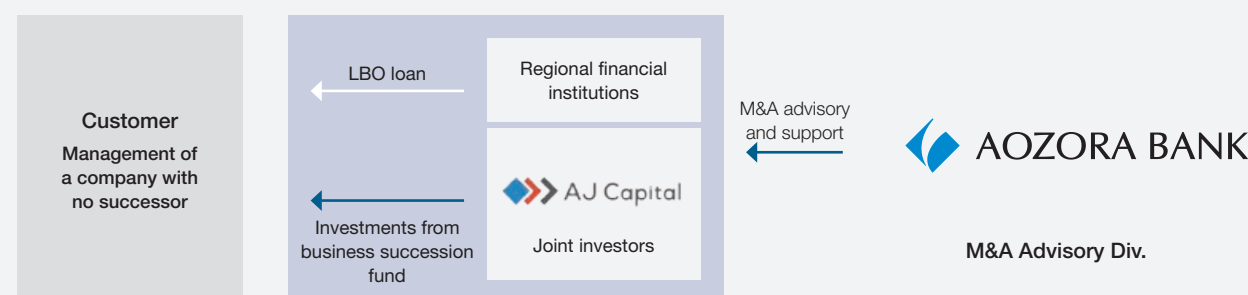 Customer
Management of
a company with
no successor
LBO loan
Regional financial
institutions
AJ Capital
Joint investors
Investments from
business succession
fund
M&A advisory
and support
AOZORA BANK
M&A Advisory Div.